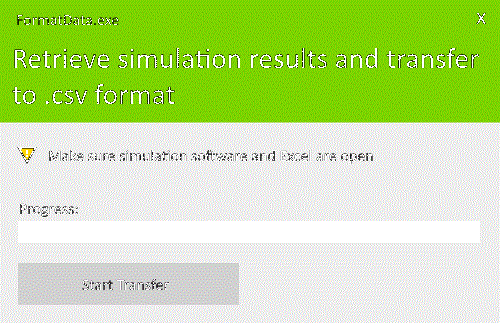 FormatData.exe
X
Retrieve simulation results and transfer
to .csv format
Make sure simulation software and Excel are open
Progress:
Start Transfer